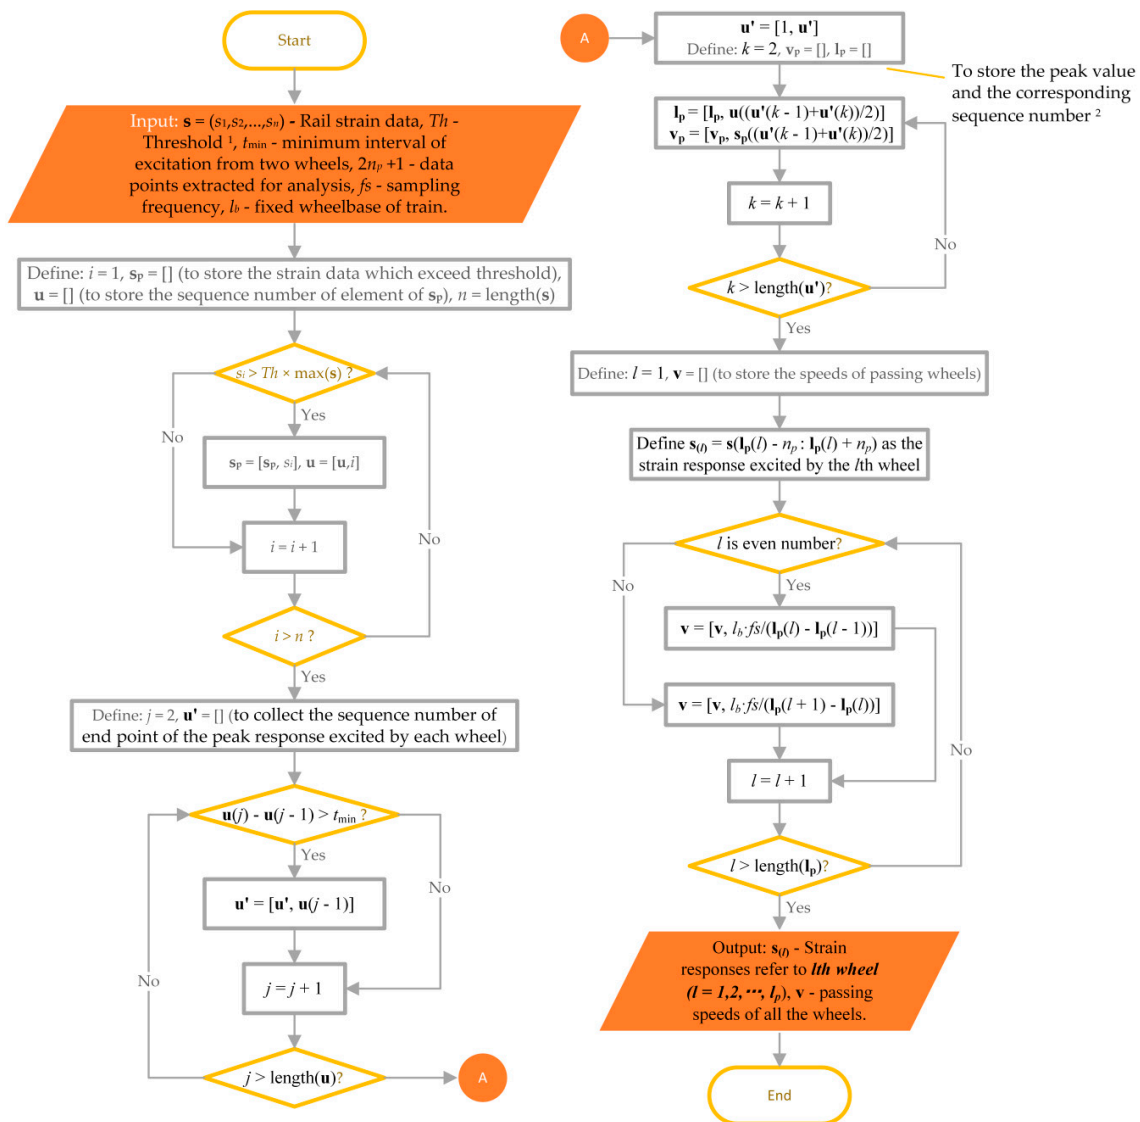 Start
Input: s = (s1,s2,...,sn) - Rail strain data, Th -
Threshold 1, tmin - minimum interval of
excitation from two wheels, 2np +1 - data
points extracted for analysis, fs - sampling
frequency, lb - fixed wheelbase of train.
Define: i = 1, sp = [] (to store the strain data which exceed threshold),
u = [] (to store the sequence number of element of sp), n = length(s)
si > Th × max(s) ?
Yes
No
sp = [sp, si], u = [u,i]
No
i = i + 1
i > n ?
Yes
Define: j = 2, u' = [] (to collect the sequence number of
end point of the peak response excited by each wheel)
u(j) - u(j - 1) > tmin ?
Yes
No
u' = [u', u(j - 1)]
No
j = j + 1
j > length(u)?
A
A
u' = [1, u']
Define: k = 2, vp = [], lp = []
To store the peak value
and the corresponding
sequence number 2
lp = [lp, u((u'(k - 1)+u'(k))/2)]
vp = [vp, sp((u'(k - 1)+u'(k))/2)]
k = k + 1
No
k > length(u')?
Yes
Define: l = 1, v = [] (to store the speeds of passing wheels)
Define s(l) = s(lp(l) - np : lp(l) + np) as the
strain response excited by the lth wheel
l is even number?
No
Yes
v = [v, lb·fs/(lp(l) - lp(l - 1))]
v = [v, lb·fs/(lp(l + 1) - lp(l))]
No
l = l + 1
l > length(lp)?
Yes
Output: s(l) - Strain
responses refer to lth wheel
(l = 1,2, ···, lp), v - passing
speeds of all the wheels.
End